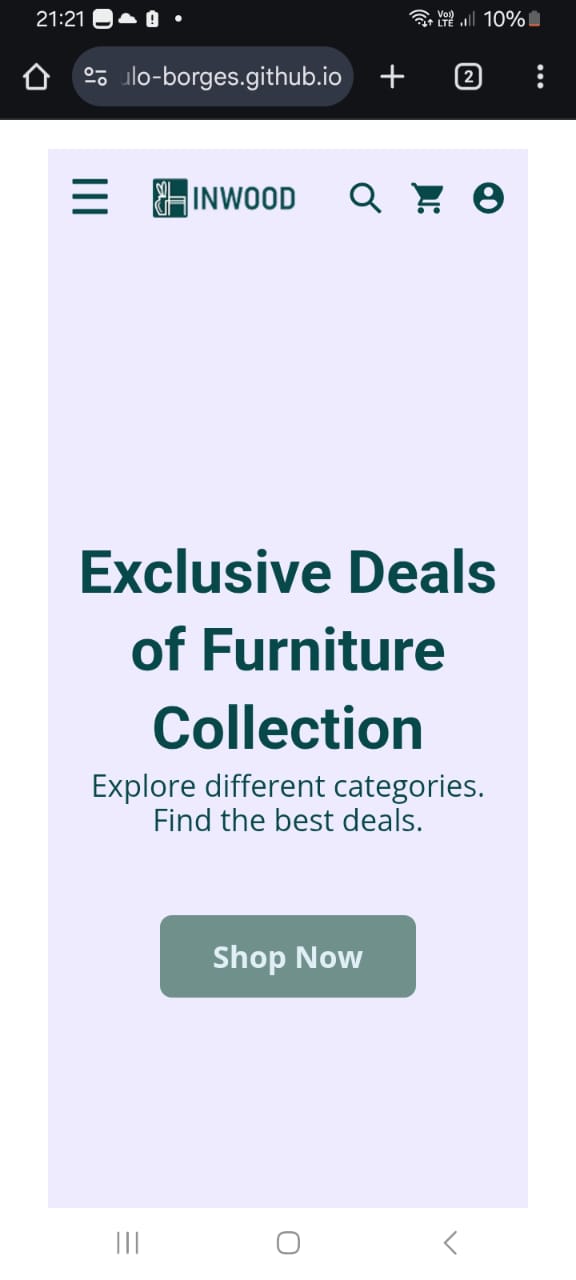 21:21
Vo)) LTE
10%
ulo-borges.github.io
2
INWOOD
Exclusive Deals
of Furniture
Collection
Explore different categories.
Find the best deals.
Shop Now